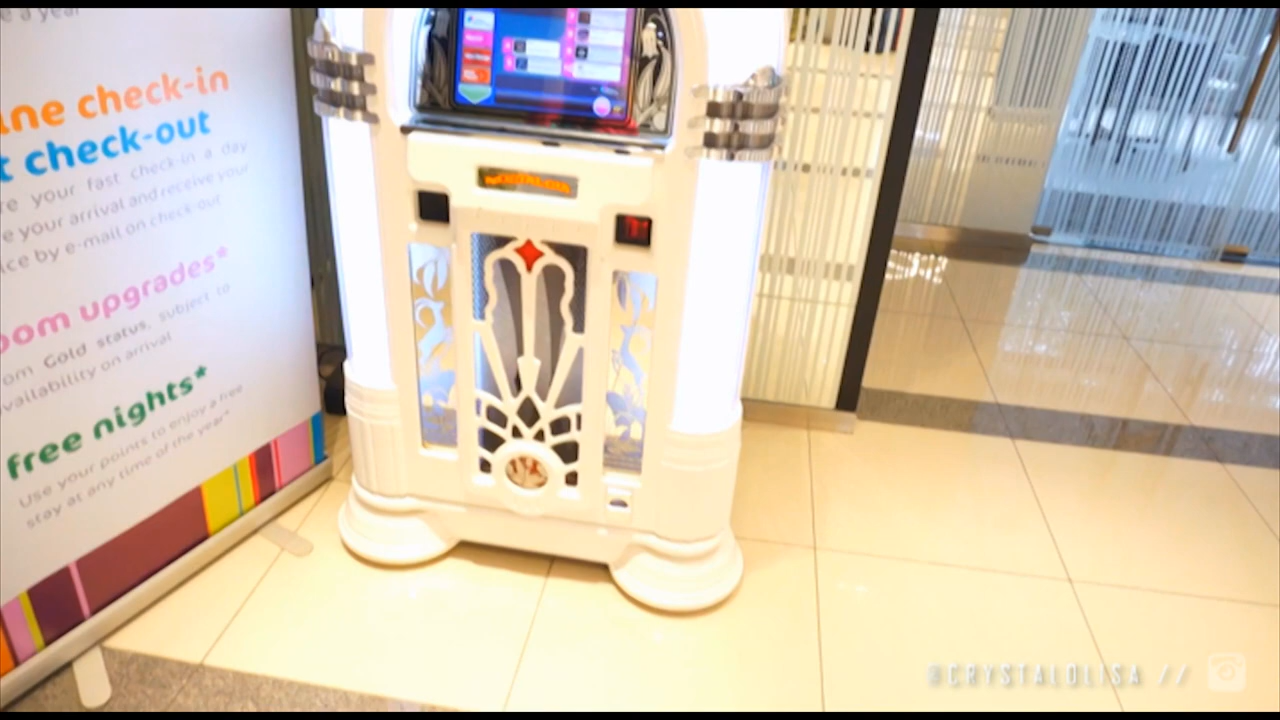 e a year
ine check-in
t check-out
re your fast check-in a day
e your arrival and receive your
ice by e-mail on check-out
oom upgrades*
om Gold status, subject to
vailability on arrival
free nights*
Use your points to enjoy a free
stay at any time of the year*
@CRYSTALOLISA //